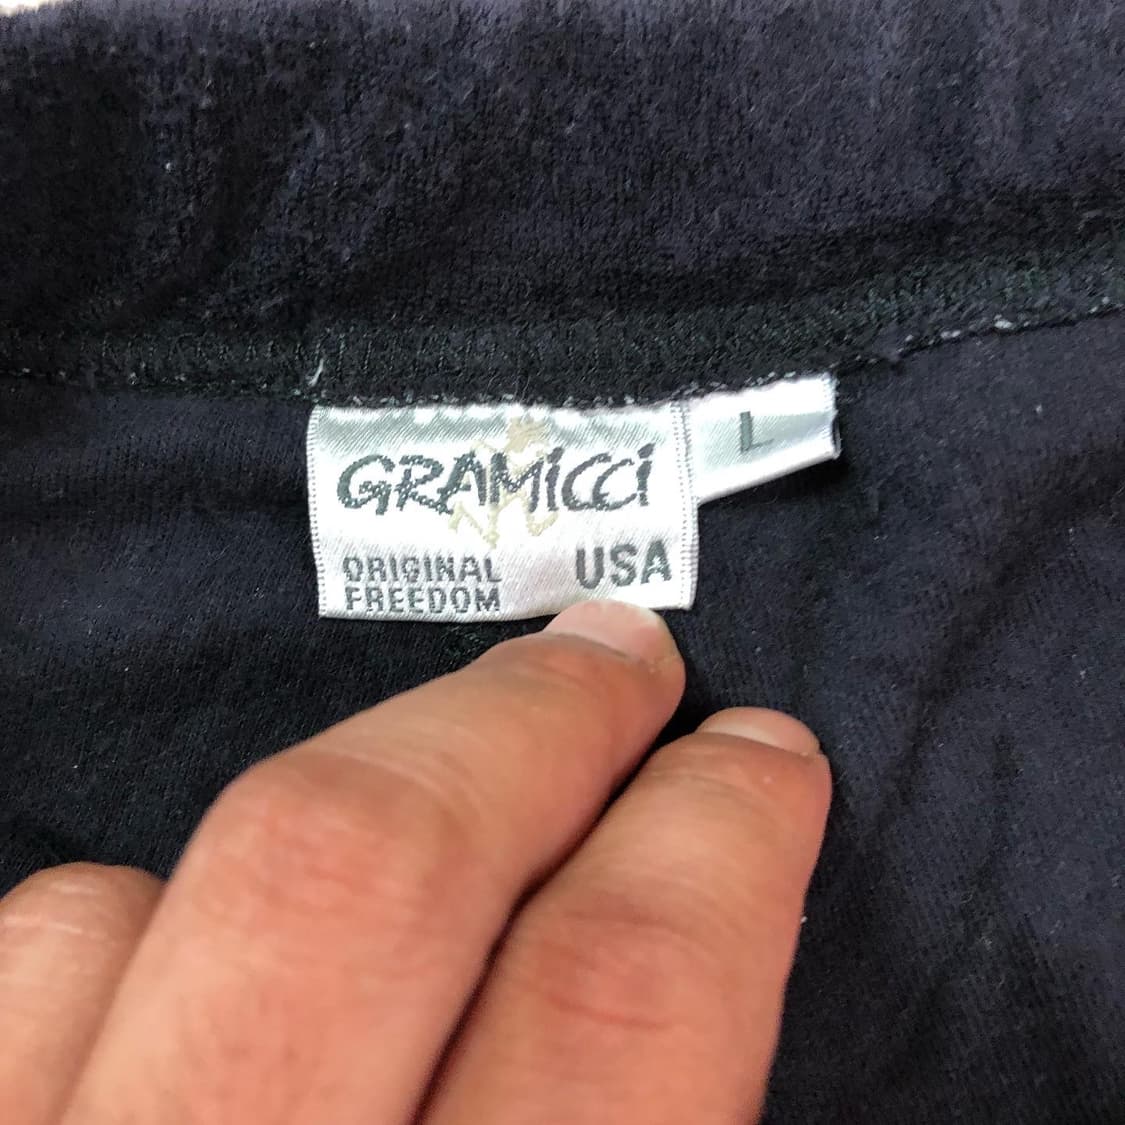 GRAMiCCi
ORIGINAL
FREEDOM
USA
L